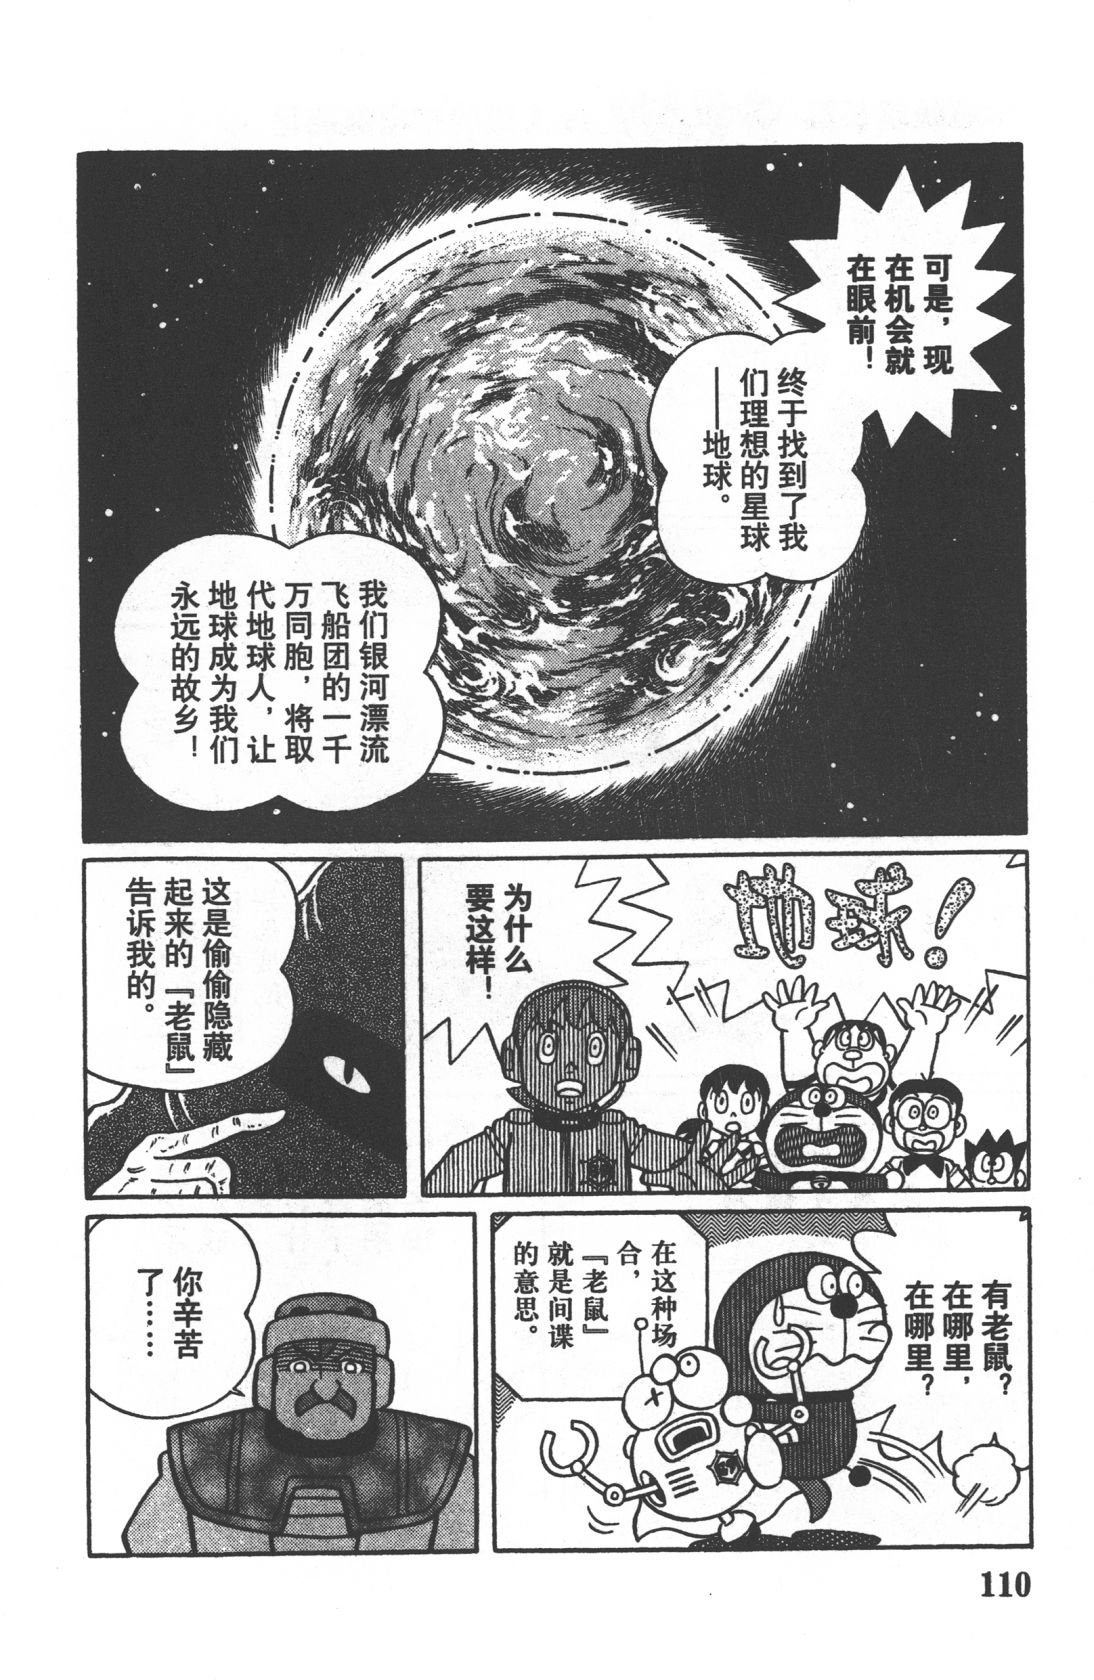 可是，现
在机会就
在眼前！
终于找到了我
们理想的星球
——地球。
我们银河漂流
飞船团的一千
万同胞，将取
代地球人，让
地球成为我们
永远的故乡！
地球！
为什么
要这样！
这是偷偷隐藏
起来的『老鼠』
告诉我的。
有老鼠？
在哪里，
在哪里？
在这种场
合，
『老鼠』
就是间谍
的意思。
你辛苦
了……
110